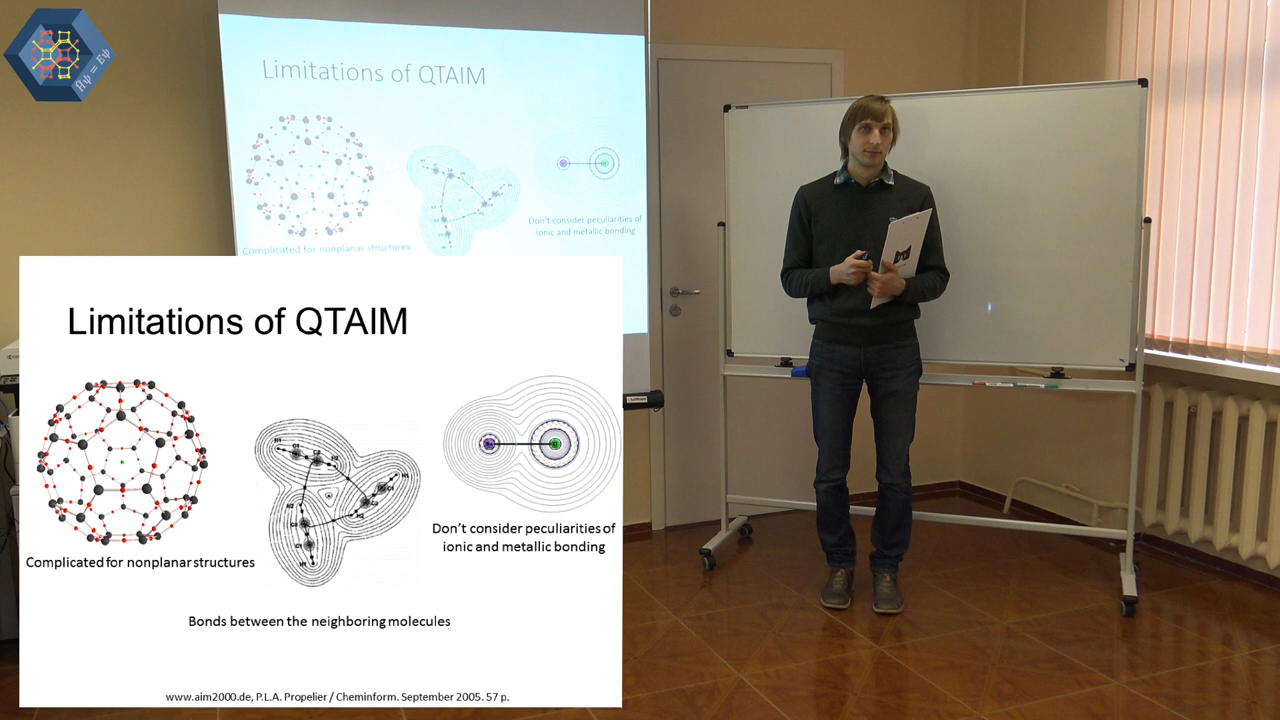 Ĥψ = Eψ
Limitations of QTAIM
Complicated for nonplanar structures
Don't consider peculiarities of
ionic and metallic bonding
Limitations of QTAIM
Complicated for nonplanar structures
Don't consider peculiarities of
ionic and metallic bonding
Bonds between the neighboring molecules
www.aim2000.de, P.L.A. Propelier / Cheminform. September 2005. 57 p.